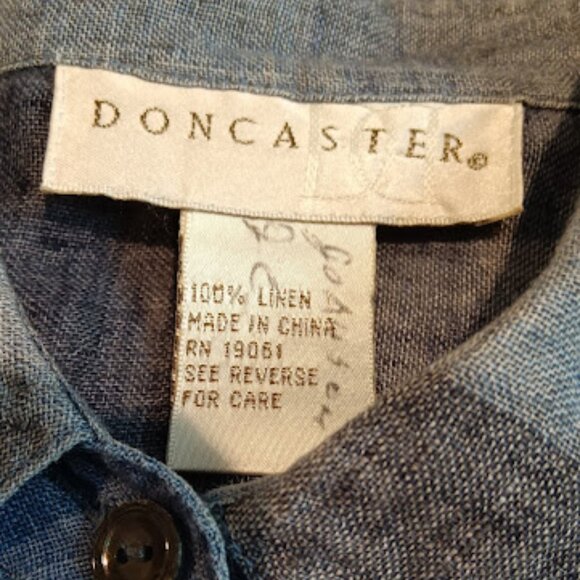 DONCASTER®
100% LINEN
MADE IN CHINA
RN 19061
SEE REVERSE
FOR CARE